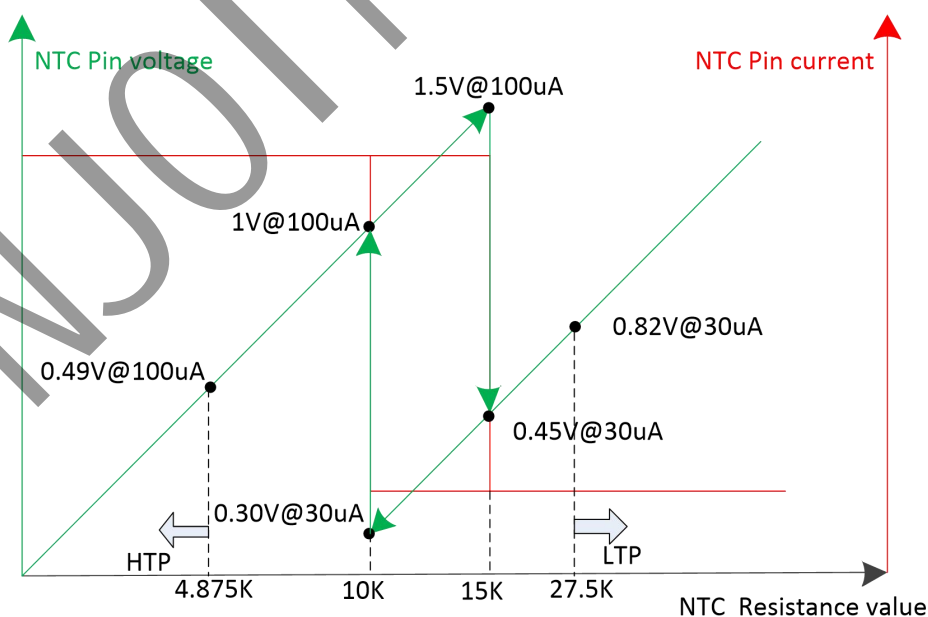 NTC Pin voltage
NTC Pin current
1.5V@100uA
1V@100uA
0.82V@30uA
0.49V@100uA
0.45V@30uA
0.30V@30uA
HTP
LTP
4.875K
10K
15K
27.5K
NTC Resistance value